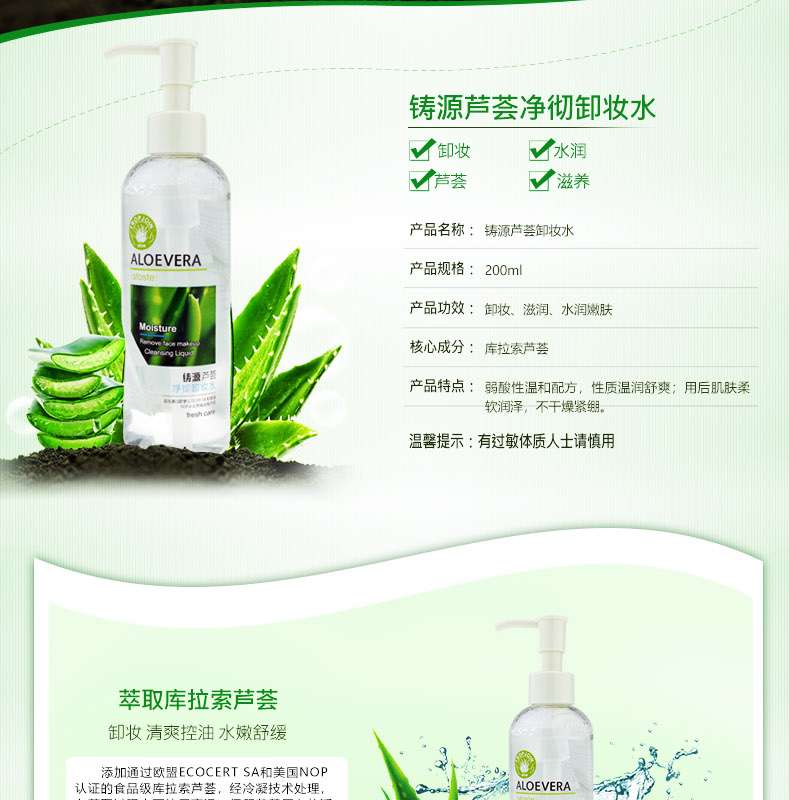 铸源芦荟净彻卸妆水
卸妆 水润
芦荟 滋养
产品名称： 铸源芦荟卸妆水
产品规格： 200ml
产品功效： 卸妆、滋润、水润嫩肤
核心成分： 库拉索芦荟
产品特点： 弱酸性温和配方，性质温润舒爽；用后肌肤柔
软润泽，不干燥紧绷。
温馨提示：有过敏体质人士请慎用
ALOEVERA
Moisture
Remove face makeup
Cleansing Liquid
铸源芦荟
净彻卸妆水
fresh care
萃取库拉索芦荟
卸妆 清爽控油 水嫩舒缓
添加通过欧盟ECOCERT SA和美国NOP
认证的食品级库拉索芦荟，经冷凝技术处理，
ALOEVERA